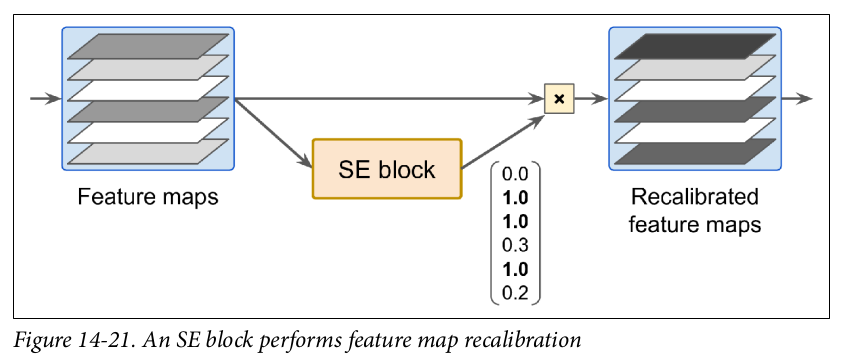 Feature maps
SE block
×
0.0
1.0
1.0
0.3
1.0
0.2
Recalibrated
feature maps
Figure 14-21. An SE block performs feature map recalibration